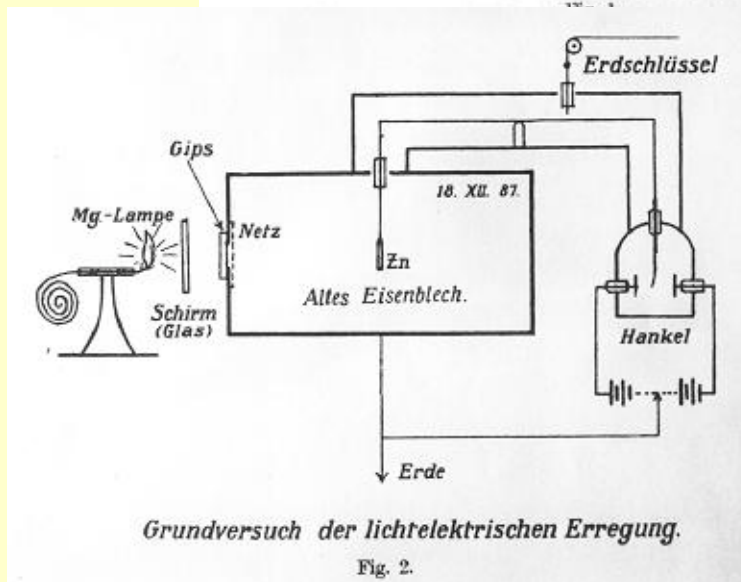 Erdschlüssel
Gips
18. XII. 87.
Mg.-Lampe
Netz
Zn
Altes Eisenblech.
Schirm
(Glas)
Hankel
Erde
Grundversuch der lichtelektrischen Erregung.
Fig. 2.